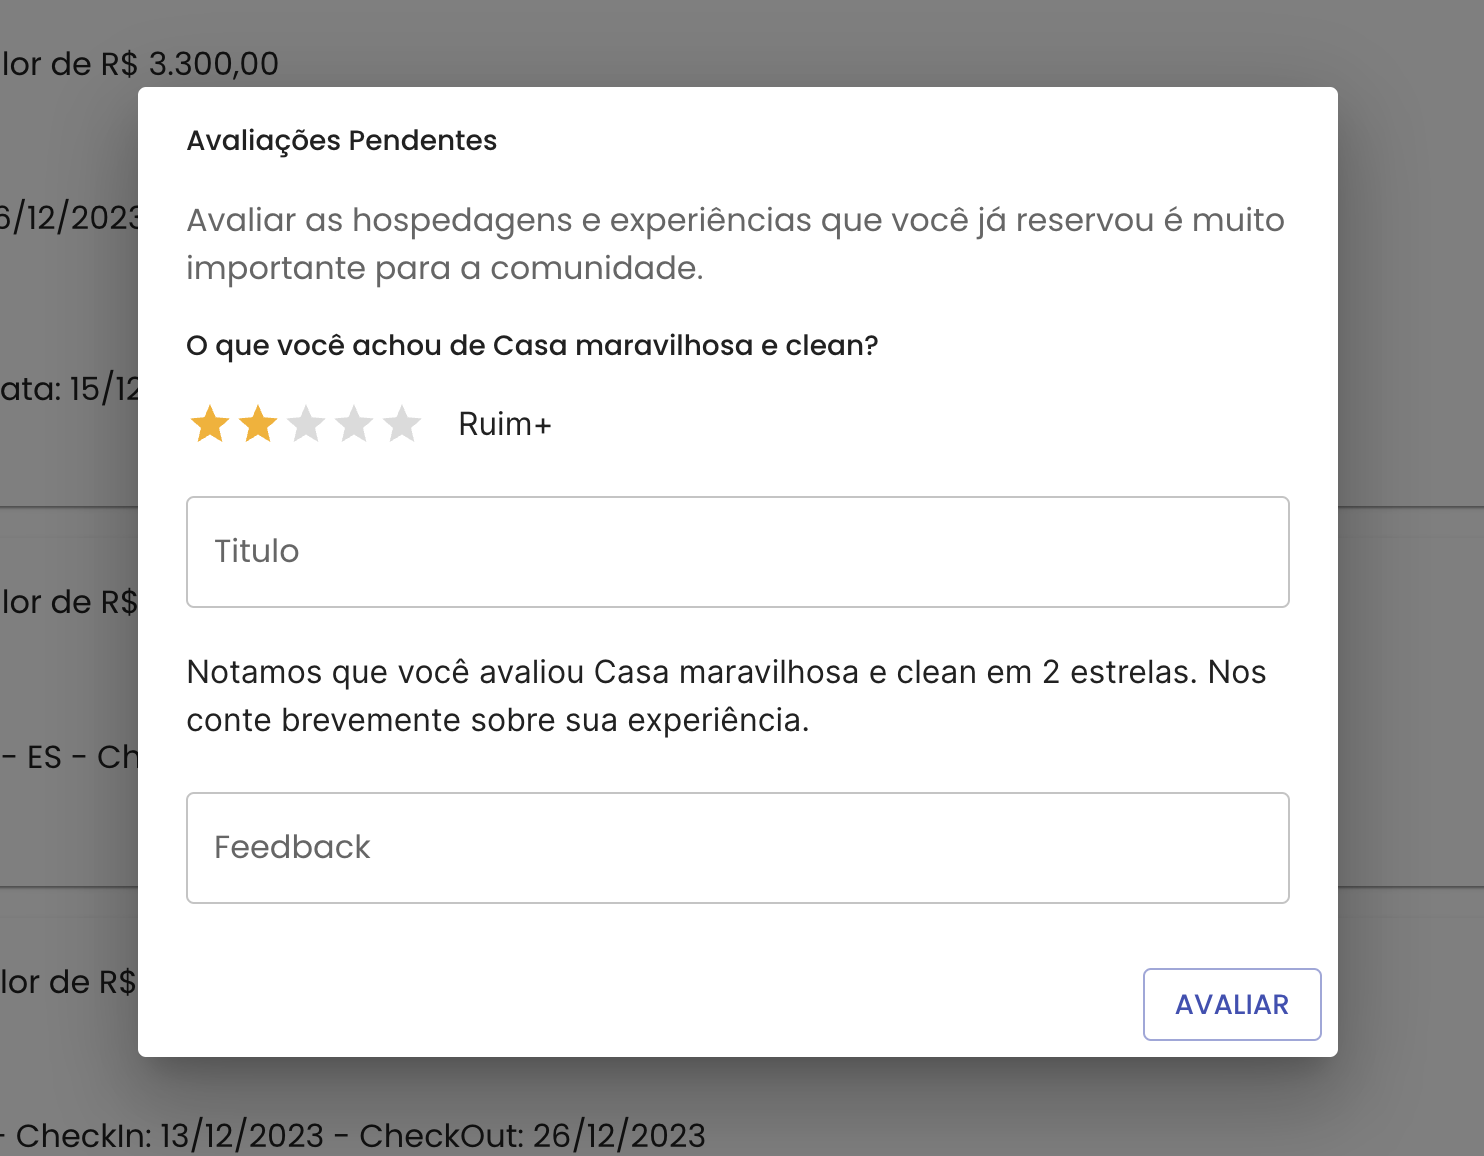 lor de R$ 3.300,00
Avaliações Pendentes
6/12/2023
Avaliar as hospedagens e experiências que você já reservou é muito
importante para a comunidade.
O que você achou de Casa maravilhosa e clean?
ata: 15/12
Ruim+
Titulo
lor de R$
Notamos que você avaliou Casa maravilhosa e clean em 2 estrelas. Nos
conte brevemente sobre sua experiência.
- ES - Ch
Feedback
lor de R$
AVALIAR
- CheckIn: 13/12/2023 - CheckOut: 26/12/2023